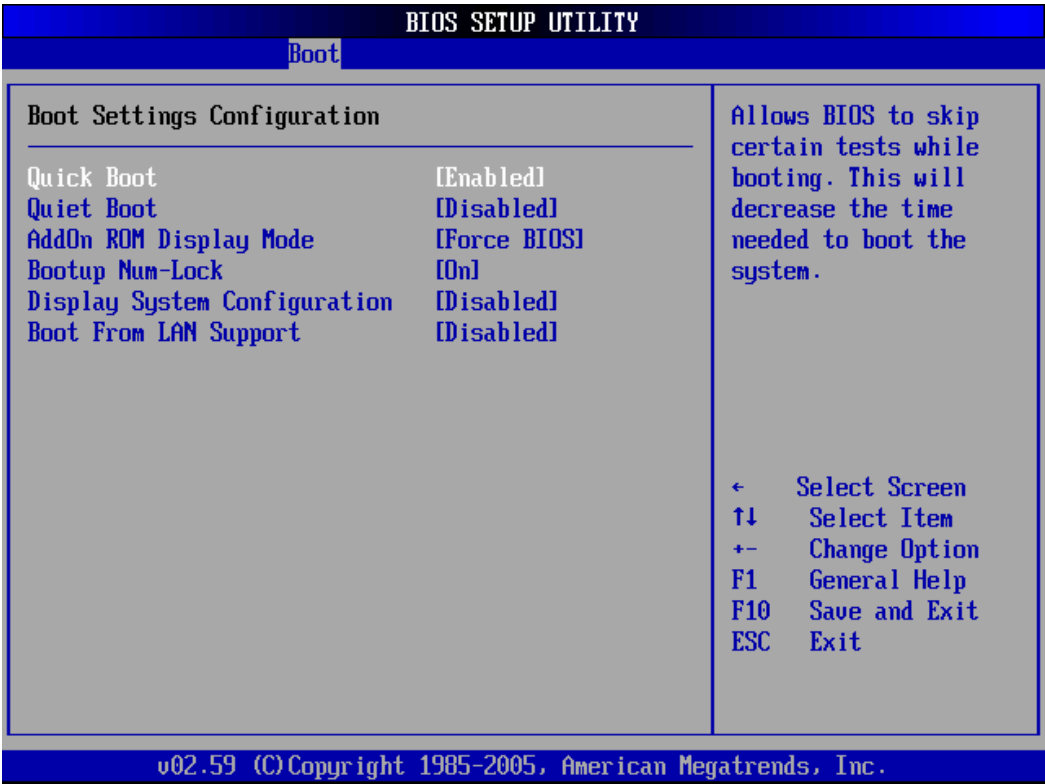 BIOS SETUP UTILITY
Boot
Boot Settings Configuration
Quick Boot [Enabled]
Quiet Boot [Disabled]
AddOn ROM Display Mode [Force BIOS]
Bootup Num-Lock [On]
Display System Configuration [Disabled]
Boot From LAN Support [Disabled]
Allows BIOS to skip
certain tests while
booting. This will
decrease the time
needed to boot the
system.
← Select Screen
↑↓ Select Item
+- Change Option
F1 General Help
F10 Save and Exit
ESC Exit
v02.59 (C)Copyright 1985-2005, American Megatrends, Inc.